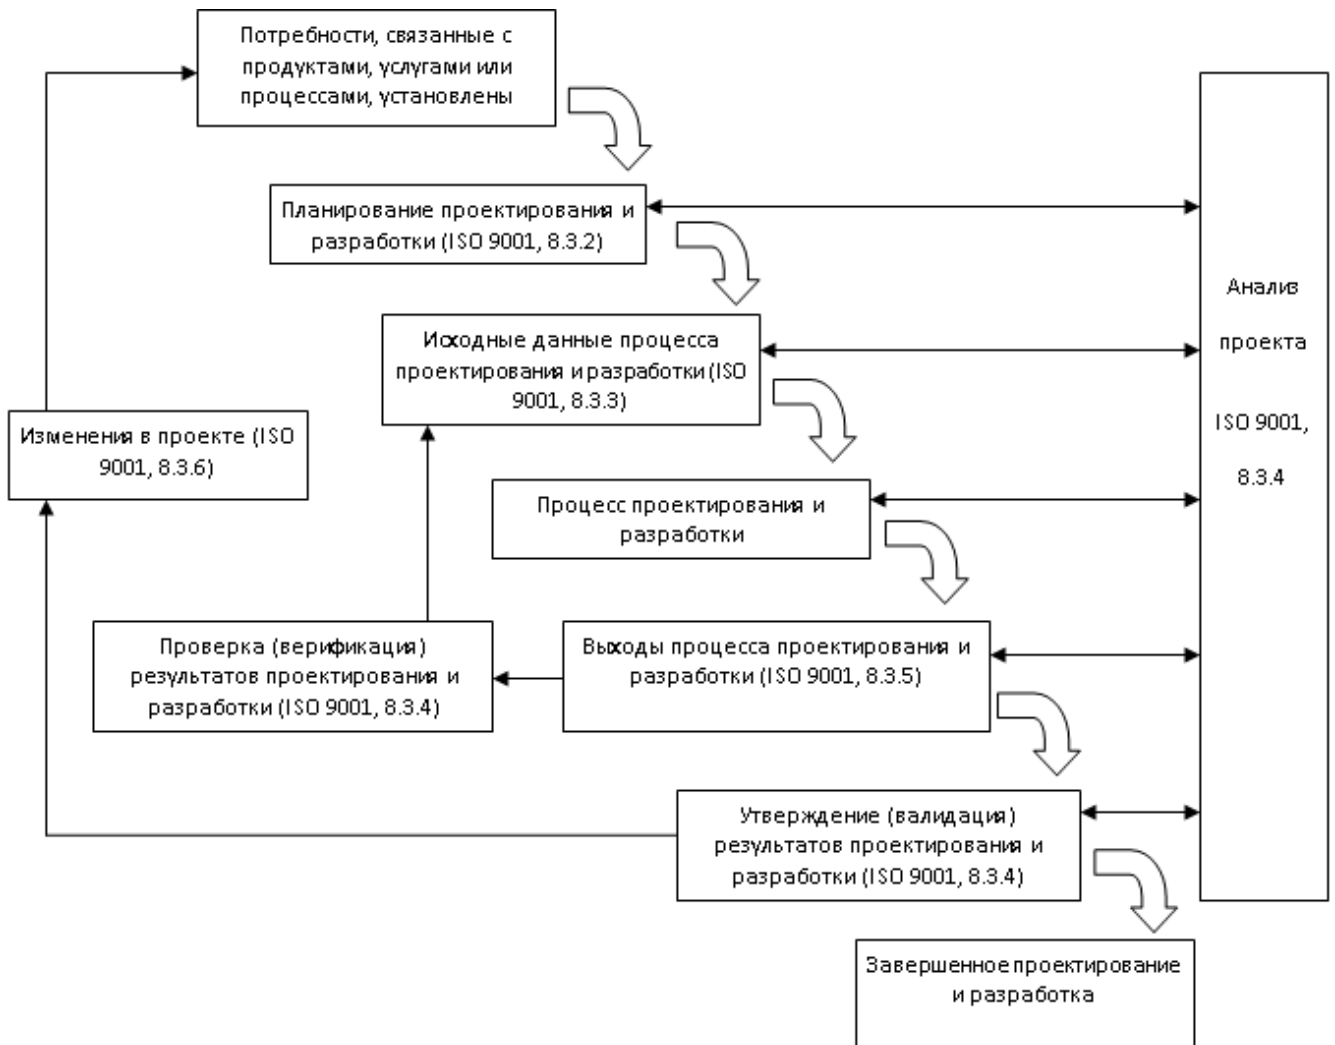 Потребности, связанные с
продуктами, услугами или
процессами, установлены
Планирование проектирования и
разработки (ISO 9001, 8.3.2)
Исходные данные процесса
проектирования и разработки (ISO
9001, 8.3.3)
Анализ
проекта
ISO 9001,
8.3.4
Изменения в проекте (ISO
9001, 8.3.6)
Процесс проектирования и
разработки
Проверка (верификация)
результатов проектирования и
разработки (ISO 9001, 8.3.4)
Выходы процесса проектирования и
разработки (ISO 9001, 8.3.5)
Утверждение (валидация)
результатов проектирования и
разработки (ISO 9001, 8.3.4)
Завершенное проектирование
и разработка